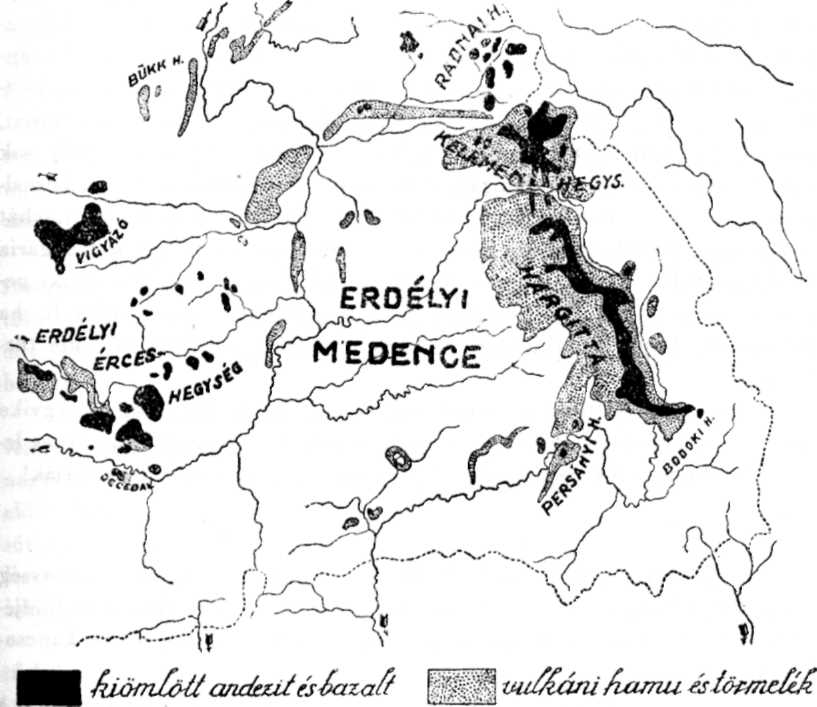 RADNAI H.
BÜKK H.
KELEMEN HEGYS.
VIGYÁZÓ
HARGITTA
ERDÉLYI
MEDENCE
ERDÉLYI
ÉRCES-
HEGYSÉG
BODOKI H.
PERSÁNYI H.
kiömlött andezit és bazalt
vulkáni hamu és törmelék